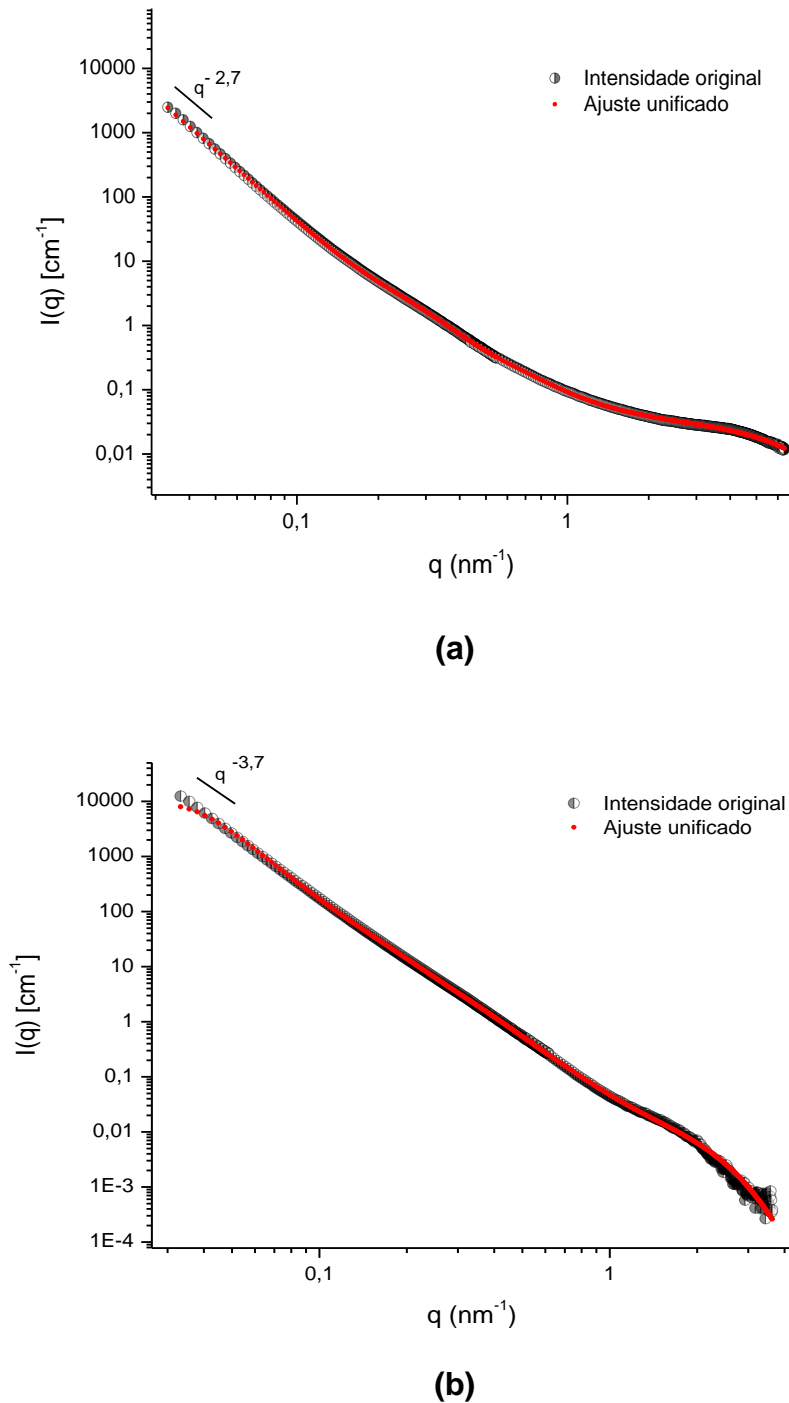 10000
1000
100
10
1
0,1
0,01
I(q) [cm⁻¹]
q⁻ ²,⁷
Intensidade original
Ajuste unificado
0,1
1
q (nm⁻¹)
(a)
10000
1000
100
10
1
0,1
0,01
1E-3
1E-4
I(q) [cm⁻¹]
q ⁻³,⁷
Intensidade original
Ajuste unificado
0,1
1
q (nm⁻¹)
(b)